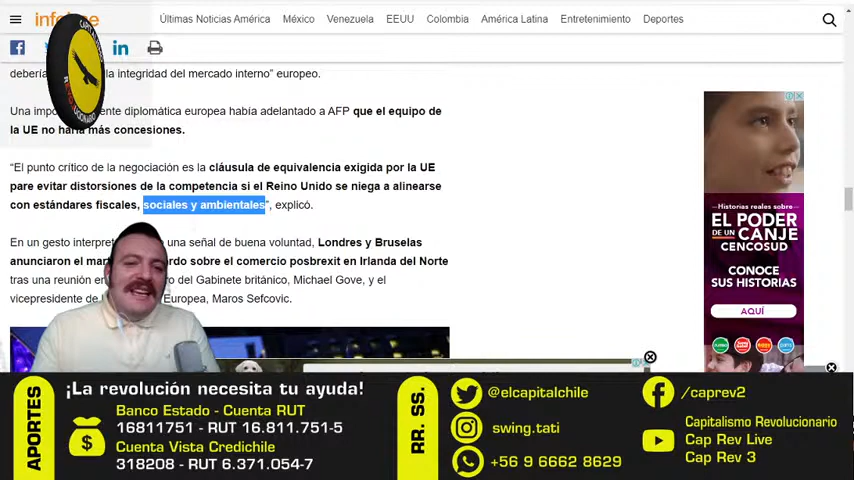 Últimas Noticias América México Venezuela EEUU Colombia América Latina Entretenimiento Deportes
CAPITALISMO
la integridad del mercado interno” europeo.
Una diplomática europea había adelantado a AFP que el equipo de
la UE no haría más concesiones.
“El punto crítico de la negociación es la cláusula de equivalencia exigida por la UE
pare evitar distorsiones de la competencia si el Reino Unido se niega a alinearse
con estándares fiscales, sociales y ambientales”, explicó.
En un gesto una señal de buena voluntad, Londres y Bruselas
anunciaron el sobre el comercio posbrexit en Irlanda del Norte
tras una reunión del Gabinete británico, Michael Gove, y el
vicepresidente de Europea, Maros Sefcovic.
Historias reales sobre
EL PODER
DE UN CANJE
CENCOSUD
CONOCE
SUS HISTORIAS
AQUÍ
APORTES
¡La revolución necesita tu ayuda!
Banco Estado - Cuenta RUT
16811751 - RUT 16.811.751-5
Cuenta Vista Credichile
318208 - RUT 6.371.054-7
RR. SS.
@elcapitalchile
swing.tati
+56 9 6662 8629
/caprev2
Capitalismo Revolucionario
Cap Rev Live
Cap Rev 3